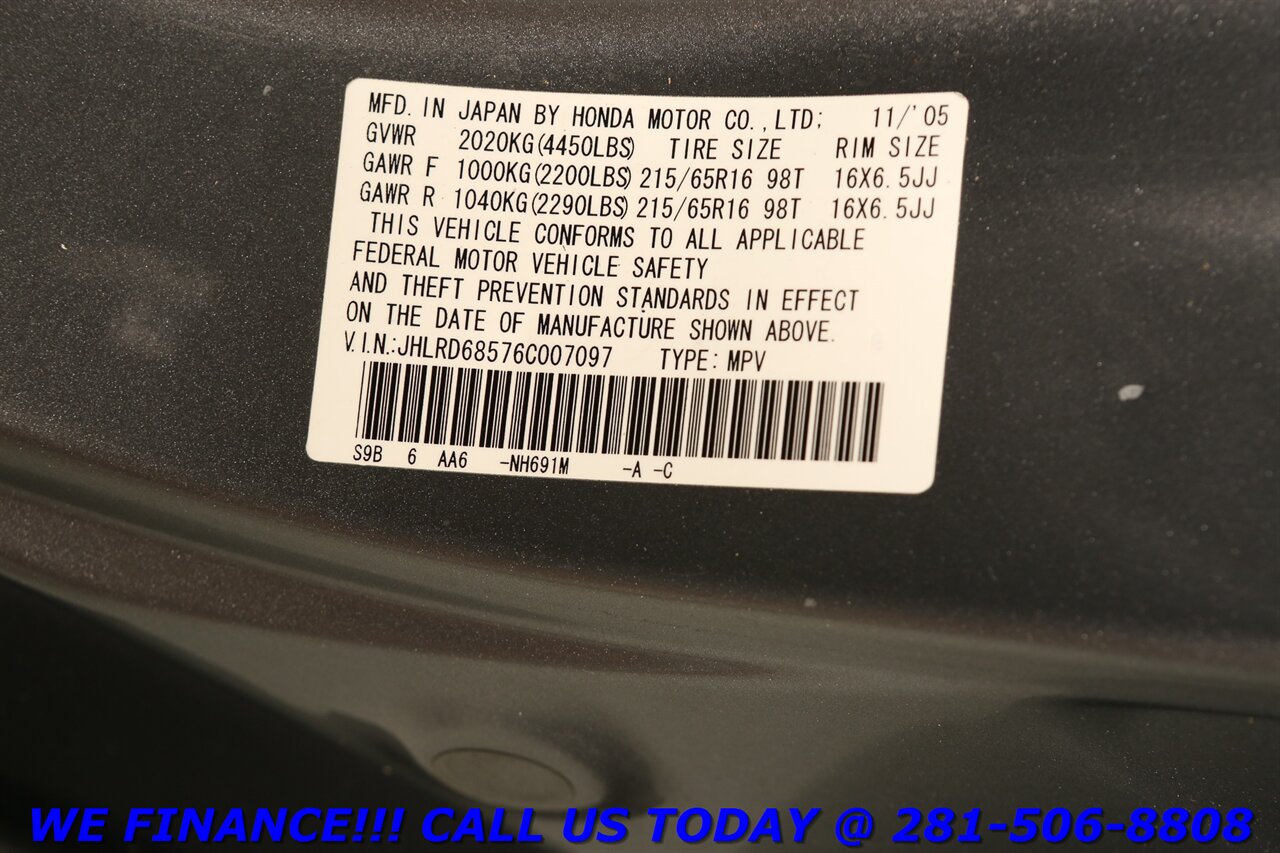 MFD. IN JAPAN BY HONDA MOTOR CO.,LTD; 11/'05
GVWR 2020KG(4450LBS) TIRE SIZE RIM SIZE
GAWR F 1000KG(2200LBS) 215/65R16 98T 16X6.5JJ
GAWR R 1040KG(2290LBS) 215/65R16 98T 16X6.5JJ
THIS VEHICLE CONFORMS TO ALL APPLICABLE
FEDERAL MOTOR VEHICLE SAFETY
AND THEFT PREVENTION STANDARDS IN EFFECT
ON THE DATE OF MANUFACTURE SHOWN ABOVE.
V.I.N.:JHLRD68576C007097 TYPE: MPV
S9B 6 AA6 -NH691M -A -C
WE FINANCE!!! CALL US TODAY @ 281-506-8808